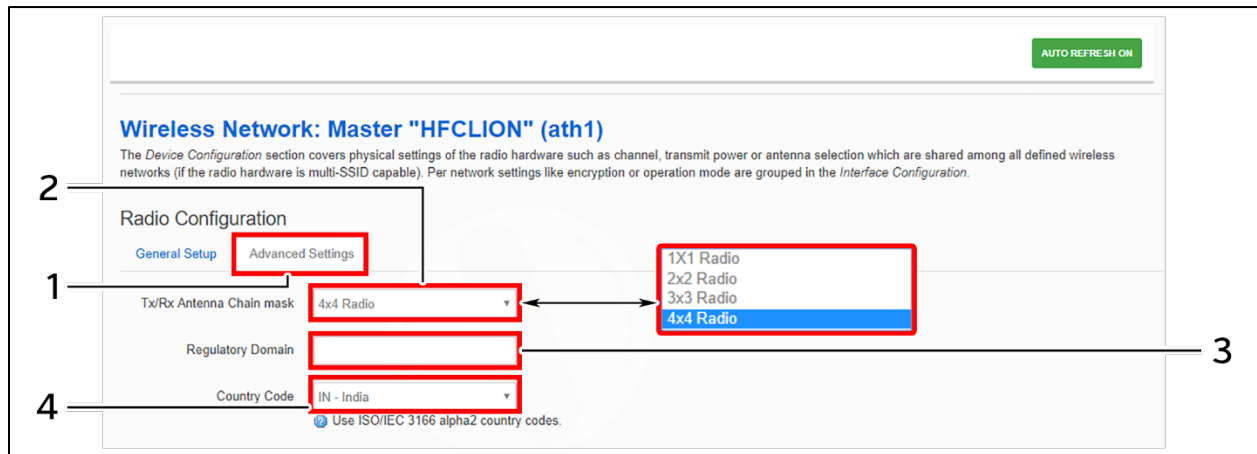 AUTO REFRESH ON
Wireless Network: Master "HFCLION" (ath1)
The Device Configuration section covers physical settings of the radio hardware such as channel, transmit power or antenna selection which are shared among all defined wireless
networks (if the radio hardware is multi-SSID capable). Per network settings like encryption or operation mode are grouped in the Interface Configuration.
2
Radio Configuration
General Setup Advanced Settings
1
Tx/Rx Antenna Chain mask 4x4 Radio
1X1 Radio
2x2 Radio
3x3 Radio
4x4 Radio
Regulatory Domain
3
Country Code IN - India
4
Use ISO/IEC 3166 alpha2 country codes.